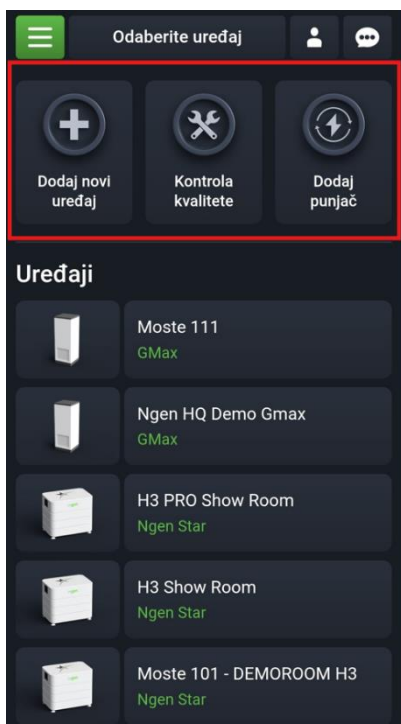 Odaberite uređaj
Dodaj novi
uređaj
Kontrola
kvalitete
Dodaj
punjač
Uređaji
Moste 111
GMax
Ngen HQ Demo Gmax
GMax
H3 PRO Show Room
Ngen Star
H3 Show Room
Ngen Star
Moste 101 - DEMOROOM H3
Ngen Star